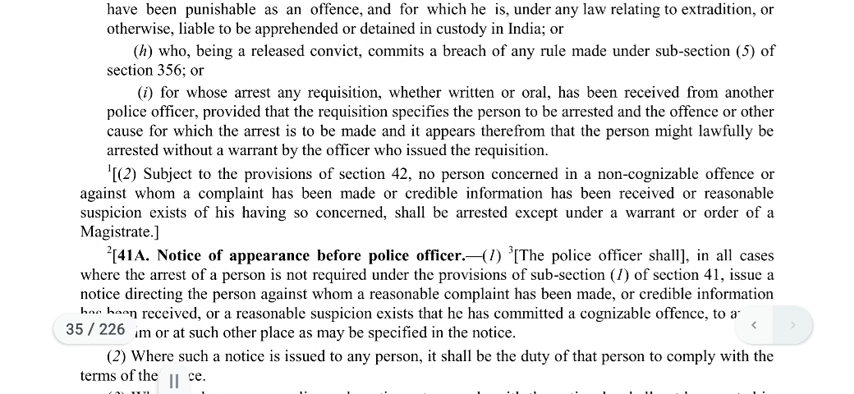 have been punishable as an offence, and for which he is, under any law relating to extradition, or
otherwise, liable to be apprehended or detained in custody in India; or
(h) who, being a released convict, commits a breach of any rule made under sub-section (5) of
section 356; or
(i) for whose arrest any requisition, whether written or oral, has been received from another
police officer, provided that the requisition specifies the person to be arrested and the offence or other
cause for which the arrest is to be made and it appears therefrom that the person might lawfully be
arrested without a warrant by the officer who issued the requisition.
¹[(2) Subject to the provisions of section 42, no person concerned in a non-cognizable offence or
against whom a complaint has been made or credible information has been received or reasonable
suspicion exists of his having so concerned, shall be arrested except under a warrant or order of a
Magistrate.]
²[41A. Notice of appearance before police officer.—(1) ³[The police officer shall], in all cases
where the arrest of a person is not required under the provisions of sub-section (1) of section 41, issue a
notice directing the person against whom a reasonable complaint has been made, or credible information
has been received, or a reasonable suspicion exists that he has committed a cognizable offence, to
or at such other place as may be specified in the notice.
35 / 226
(2) Where such a notice is issued to any person, it shall be the duty of that person to comply with the
terms of the